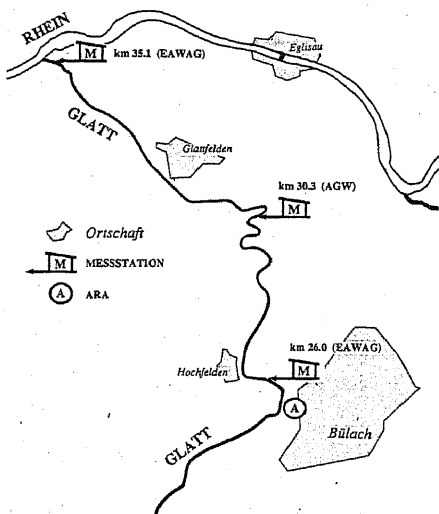 RHEIN
M km 35.1 (EAWAG)
Eglisau
GLATT
Glattfelden
km 30.3 (AGW)
M
Ortschaft
M MESSSTATION
A ARA
km 26.0 (EAWAG)
M
Hochfelden
A
Bülach
GLATT